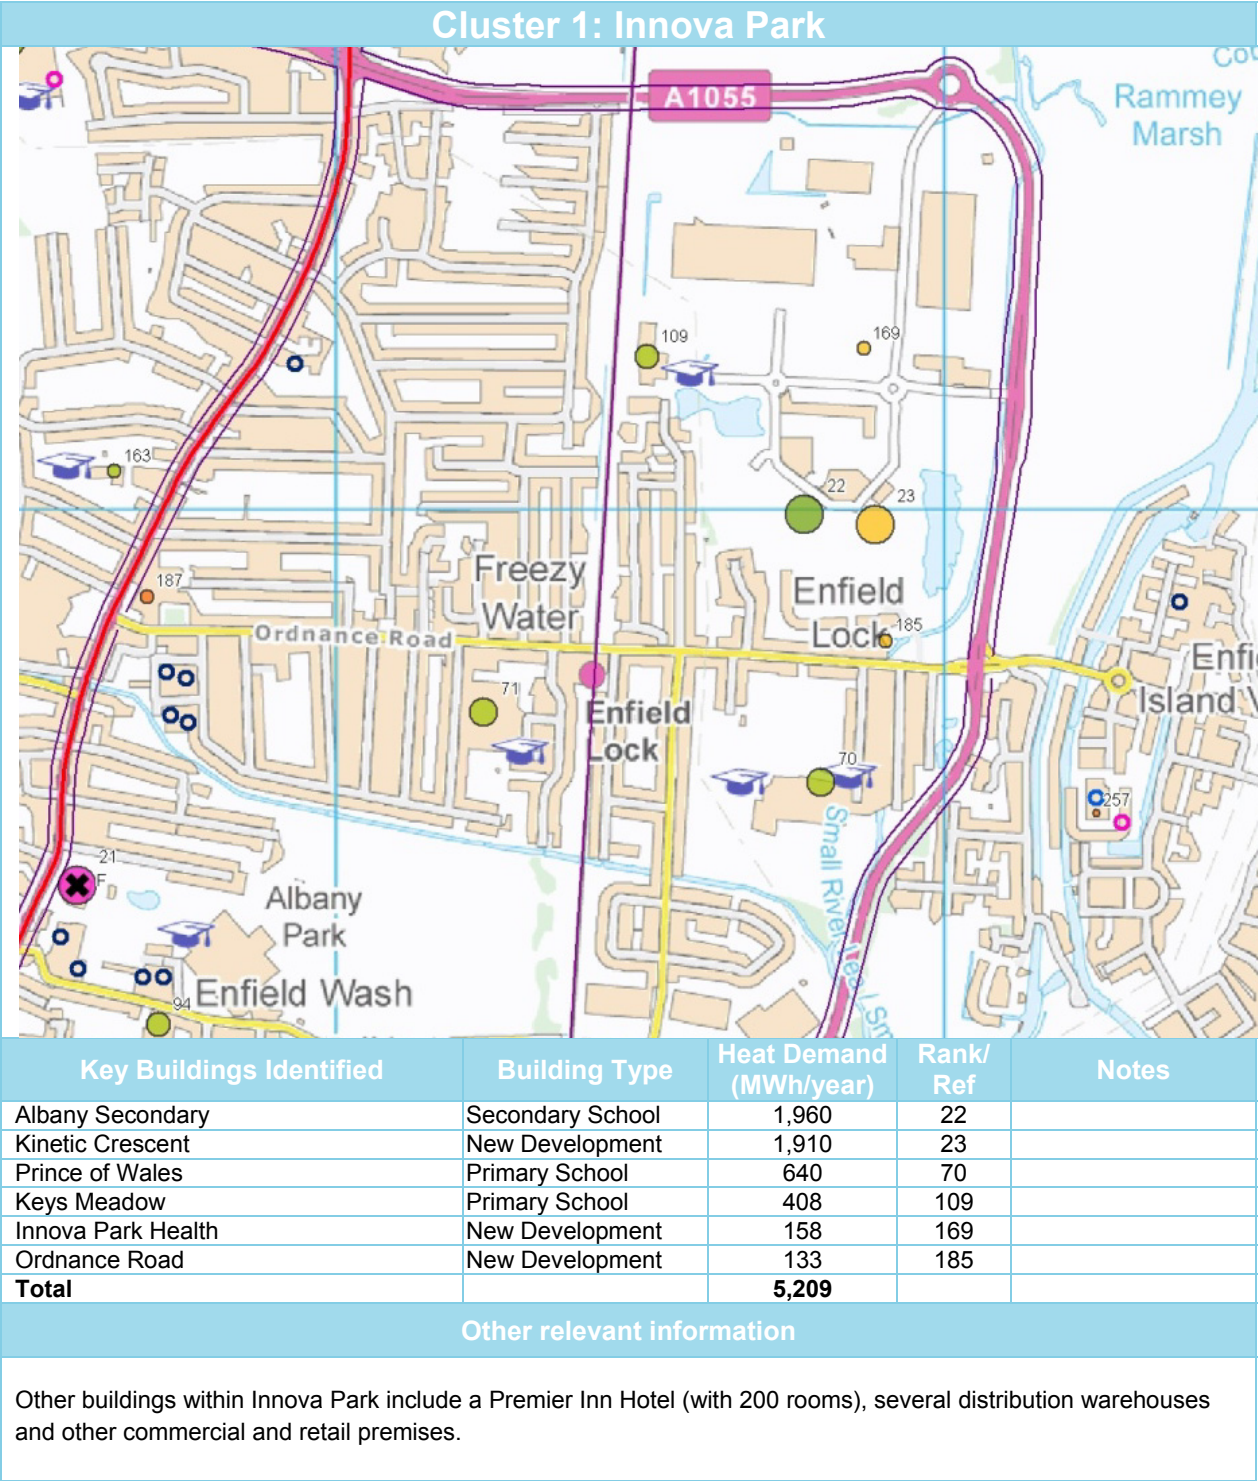 Cluster 1: Innova Park
A1055
Rammey
Marsh
109
169
163
22
23
187
Freezy
Water
Enfield
Lock
185
Ordnance Road
71
Enfield
Lock
Island
70
257
Small River Lee
21
F
Albany
Park
94
Enfield Wash
Key Buildings Identified Building Type Heat Demand (MWh/year) Rank/ Ref Notes
Albany Secondary Secondary School 1,960 22
Kinetic Crescent New Development 1,910 23
Prince of Wales Primary School 640 70
Keys Meadow Primary School 408 109
Innova Park Health New Development 158 169
Ordnance Road New Development 133 185
Total 5,209
Other relevant information
Other buildings within Innova Park include a Premier Inn Hotel (with 200 rooms), several distribution warehouses
and other commercial and retail premises.